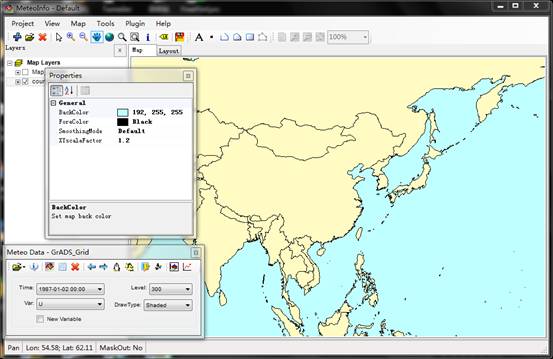 MeteoInfo - Default
Project View Map Tools Plugin Help
100%
Layers x Map Layout
Map Layers
Map
coun
Properties
General
BackColor 192, 255, 255
ForeColor Black
SmoothingMode Default
XYScaleFactor 1.2
BackColor
Set map back color
Meteo Data - GrADS_Grid
Time: 1987-01-02 00:00 Level: 300
Var: U DrawType: Shaded
New Variable
Pan Lon: 54.58; Lat: 62.11 MaskOut: No